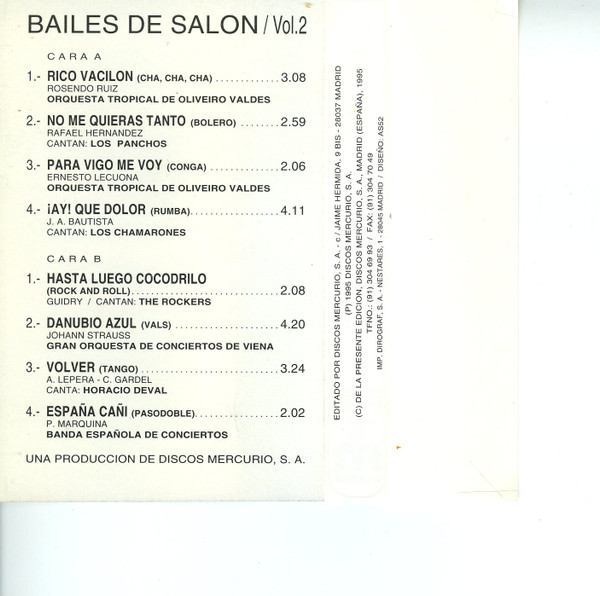 BAILES DE SALON / Vol.2
CARA A
1.- RICO VACILON (CHA, CHA, CHA) ............ 3.08
ROSENDO RUIZ
ORQUESTA TROPICAL DE OLIVEIRO VALDES
2.- NO ME QUIERAS TANTO (BOLERO) ....... 2.59
RAFAEL HERNANDEZ
CANTAN: LOS PANCHOS
3.- PARA VIGO ME VOY (CONGA) ............. 2.06
ERNESTO LECUONA
ORQUESTA TROPICAL DE OLIVEIRO VALDES
4.- ¡AY! QUE DOLOR (RUMBA)................ 4.11
J. A. BAUTISTA
CANTAN: LOS CHAMARONES
CARA B
1.- HASTA LUEGO COCODRILO
(ROCK AND ROLL)............................ 2.08
GUIDRY / CANTAN: THE ROCKERS
2.- DANUBIO AZUL (VALS) ................... 4.20
JOHANN STRAUSS
GRAN ORQUESTA DE CONCIERTOS DE VIENA
3.- VOLVER (TANGO) ......................... 3.24
A. LEPERA - C. GARDEL
CANTA: HORACIO DEVAL
4.- ESPAÑA CAÑI (PASODOBLE)................ 2.02
P. MARQUINA
BANDA ESPAÑOLA DE CONCIERTOS
UNA PRODUCCION DE DISCOS MERCURIO, S. A.
EDITADO POR DISCOS MERCURIO, S. A. - c / JAIME HERMIDA, 9 BIS - 28037 MADRID
(P) 1995 DISCOS MERCURIO, S. A.
(C) DE LA PRESENTE EDICION, DISCOS MERCURIO, S. A., MADRID (ESPAÑA), 1995
TFNO.: (91) 304 69 93 / FAX: (91) 304 70 49
IMP. DIROGRAF, S. A. - NESTARES, 1 - 28045 MADRID / DISEÑO: AS52